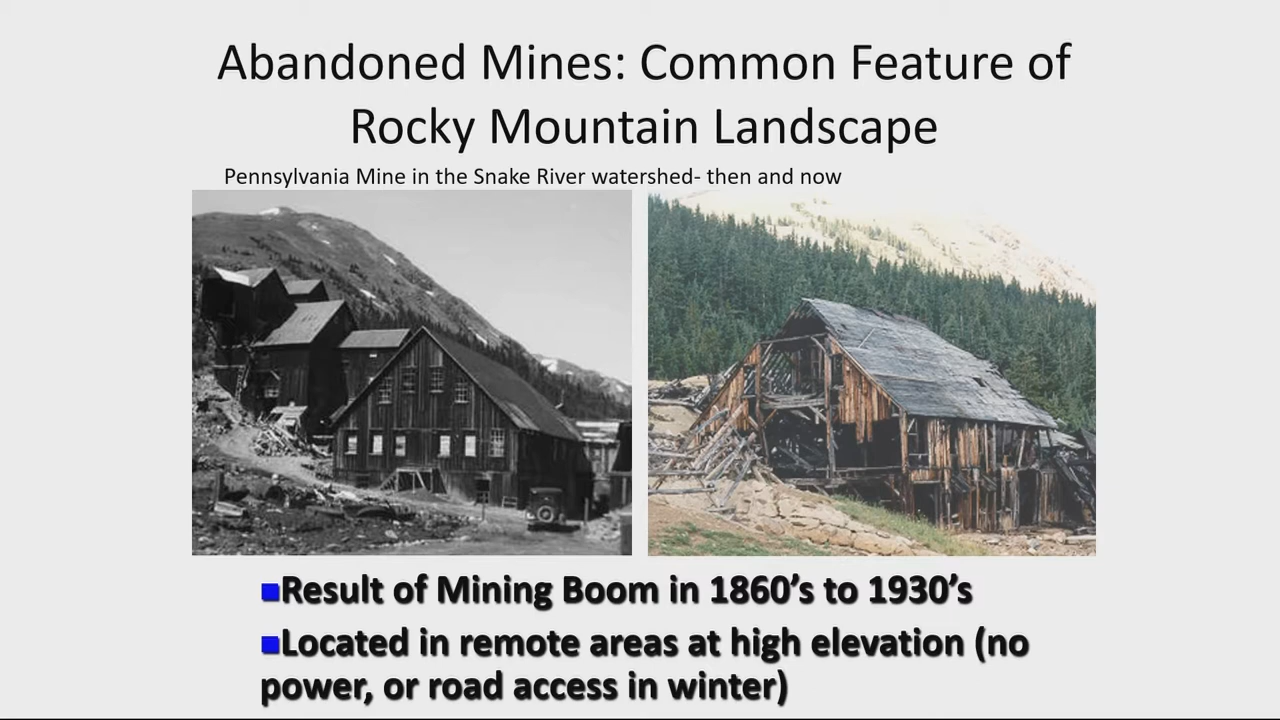 Abandoned Mines: Common Feature of
Rocky Mountain Landscape
Pennsylvania Mine in the Snake River watershed- then and now
Result of Mining Boom in 1860’s to 1930’s
Located in remote areas at high elevation (no
power, or road access in winter)